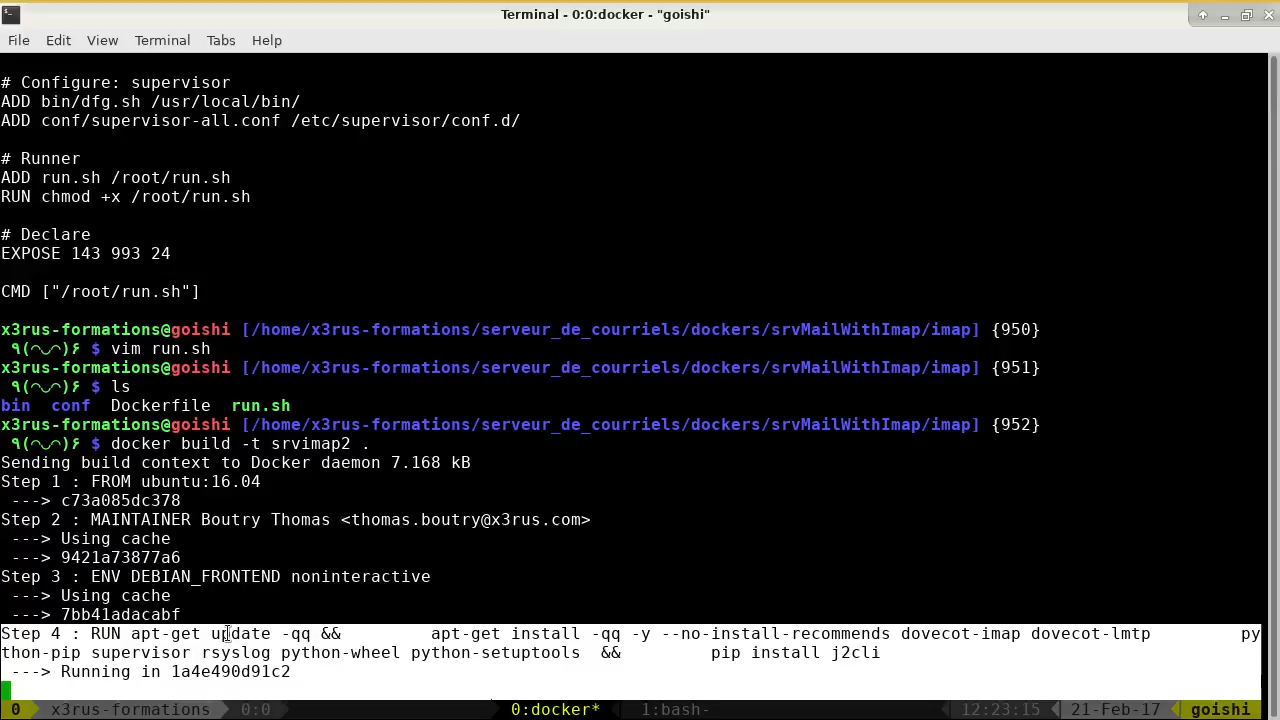 Terminal - 0:0:docker - "goishi"
File Edit View Terminal Tabs Help
# Configure: supervisor
ADD bin/dfg.sh /usr/local/bin/
ADD conf/supervisor-all.conf /etc/supervisor/conf.d/
# Runner
ADD run.sh /root/run.sh
RUN chmod +x /root/run.sh
# Declare
EXPOSE 143 993 24
CMD ["/root/run.sh"]
x3rus-formations@goishi [/home/x3rus-formations/serveur_de_courriels/dockers/srvMailWithImap/imap] {950}
٩(◠◡◠)۶ $ vim run.sh
x3rus-formations@goishi [/home/x3rus-formations/serveur_de_courriels/dockers/srvMailWithImap/imap] {951}
٩(◠◡◠)۶ $ ls
bin conf Dockerfile run.sh
x3rus-formations@goishi [/home/x3rus-formations/serveur_de_courriels/dockers/srvMailWithImap/imap] {952}
٩(◠◡◠)۶ $ docker build -t srvimap2 .
Sending build context to Docker daemon 7.168 kB
Step 1 : FROM ubuntu:16.04
---> c73a085dc378
Step 2 : MAINTAINER Boutry Thomas <thomas.boutry@x3rus.com>
---> Using cache
---> 9421a73877a6
Step 3 : ENV DEBIAN_FRONTEND noninteractive
---> Using cache
---> 7bb41adacabf
Step 4 : RUN apt-get update -qq && apt-get install -qq -y --no-install-recommends dovecot-imap dovecot-lmtp py
thon-pip supervisor rsyslog python-wheel python-setuptools && pip install j2cli
---> Running in 1a4e490d91c2
0 x3rus-formations 0:0 0:docker* 1:bash- 12:23:15 21-Feb-17 goishi